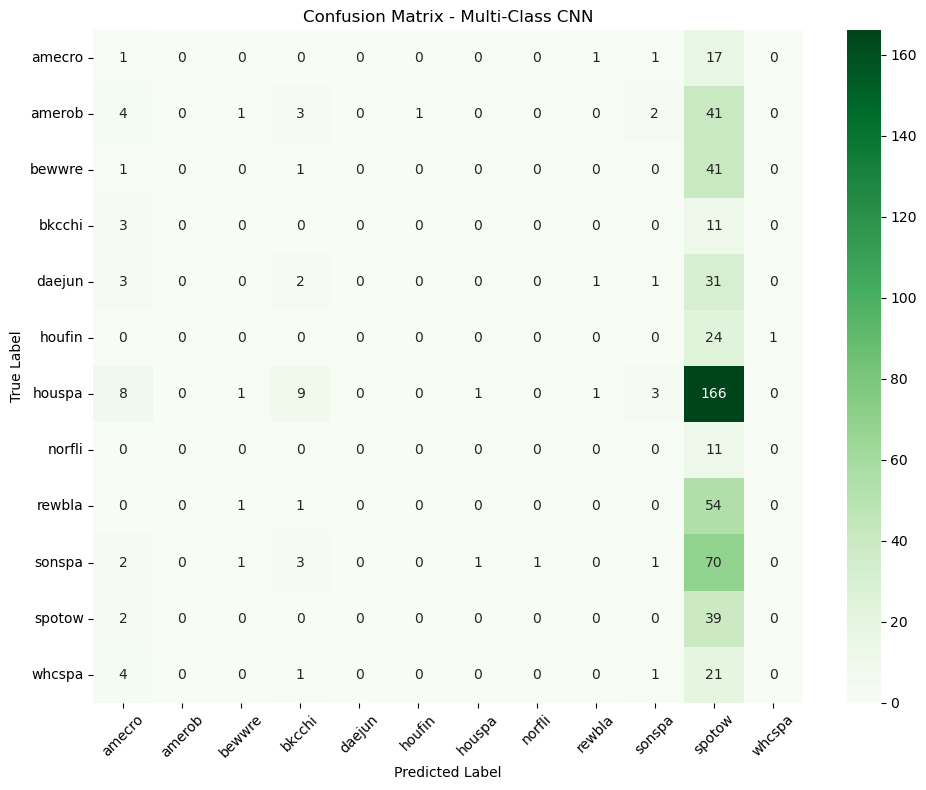 Confusion Matrix - Multi-Class CNN
True Label
amecro 1 0 0 0 0 0 0 0 1 1 17 0
amerob 4 0 1 3 0 1 0 0 0 2 41 0
bewwre 1 0 0 1 0 0 0 0 0 0 41 0
bkcchi 3 0 0 0 0 0 0 0 0 0 11 0
daejun 3 0 0 2 0 0 0 0 1 1 31 0
houfin 0 0 0 0 0 0 0 0 0 0 24 1
houspa 8 0 1 9 0 0 1 0 1 3 166 0
norfli 0 0 0 0 0 0 0 0 0 0 11 0
rewbla 0 0 1 1 0 0 0 0 0 0 54 0
sonspa 2 0 1 3 0 0 1 1 0 1 70 0
spotow 2 0 0 0 0 0 0 0 0 0 39 0
whcspa 4 0 0 1 0 0 0 0 0 1 21 0
amecro amerob bewwre bkcchi daejun houfin houspa norfli rewbla sonspa spotow whcspa
Predicted Label
160
140
120
100
80
60
40
20
0